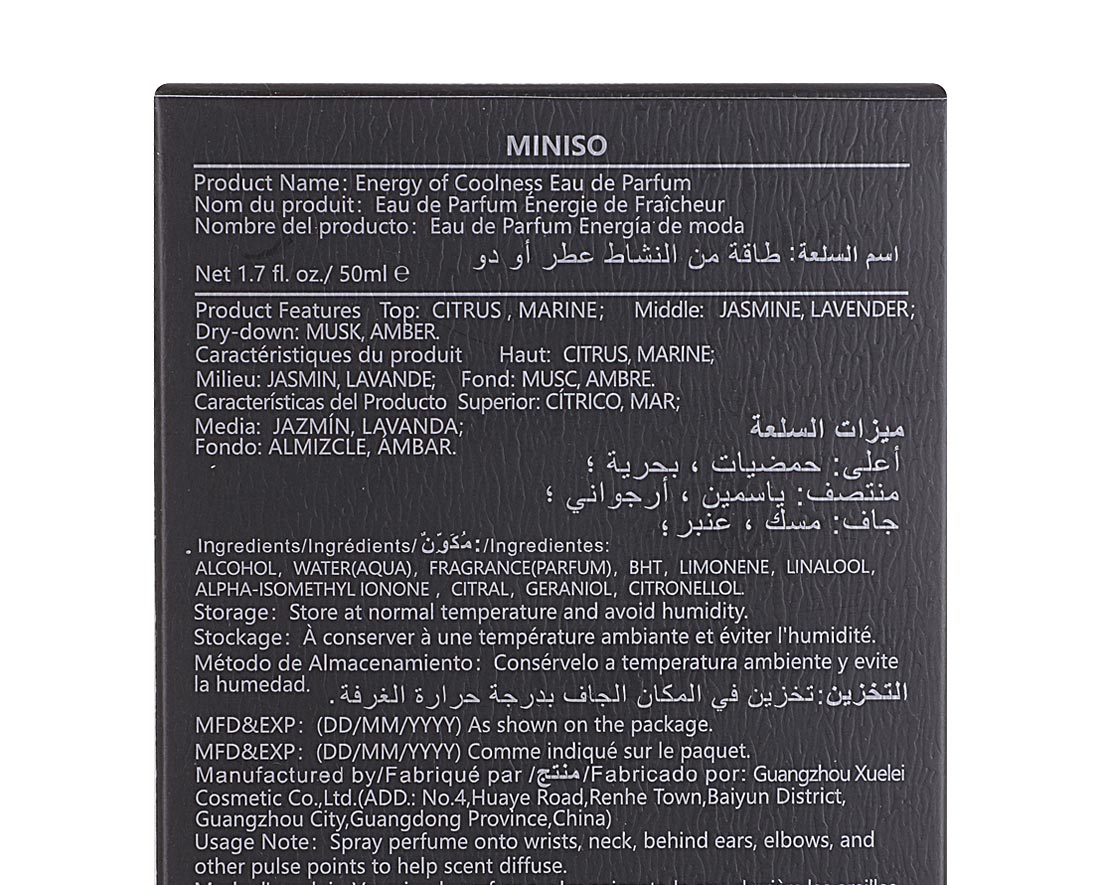 MINISO
Product Name: Energy of Coolness Eau de Parfum
Nom du produit: Eau de Parfum Énergie de Fraîcheur
Nombre del producto: Eau de Parfum Energía de moda
اسم السلعة: طاقة من النشاط عطر أو دو
Net 1.7 fl. oz./ 50ml ℮
Product Features Top: CITRUS , MARINE; Middle: JASMINE, LAVENDER;
Dry-down: MUSK, AMBER.
Caractéristiques du produit Haut: CITRUS, MARINE;
Milieu: JASMIN, LAVANDE; Fond: MUSC, AMBRE.
Características del Producto Superior: CÍTRICO, MAR;
Media: JAZMÍN, LAVANDA;
Fondo: ALMIZCLE, ÁMBAR.
ميزات السلعة
أعلى: حمضيات ، بحرية ؛
منتصف: ياسمين ، أرجواني ؛
جاف: مسك ، عنبر ؛
Ingredients/Ingrédients/مُكَوِّنٌ:/Ingredientes:
ALCOHOL, WATER(AQUA), FRAGRANCE(PARFUM), BHT, LIMONENE, LINALOOL,
ALPHA-ISOMETHYL IONONE , CITRAL, GERANIOL, CITRONELLOL.
Storage: Store at normal temperature and avoid humidity.
Stockage: À conserver à une température ambiante et éviter l'humidité.
Método de Almacenamiento: Consérvelo a temperatura ambiente y evite
la humedad.
التخزين:تخزين في المكان الجاف بدرجة حرارة الغرفة.
MFD&EXP: (DD/MM/YYYY) As shown on the package.
MFD&EXP: (DD/MM/YYYY) Comme indiqué sur le paquet.
Manufactured by/Fabriqué par /منتج/Fabricado por: Guangzhou Xuelei
Cosmetic Co.,Ltd.(ADD.: No.4,Huaye Road,Renhe Town,Baiyun District,
Guangzhou City,Guangdong Province,China)
Usage Note: Spray perfume onto wrists, neck, behind ears, elbows, and
other pulse points to help scent diffuse.